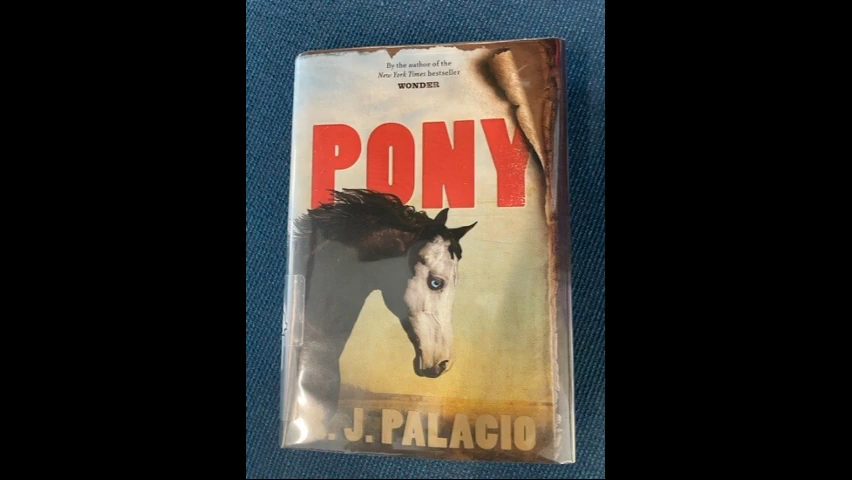 By the author of the
New York Times bestseller
WONDER
PONY
. J. PALACIO